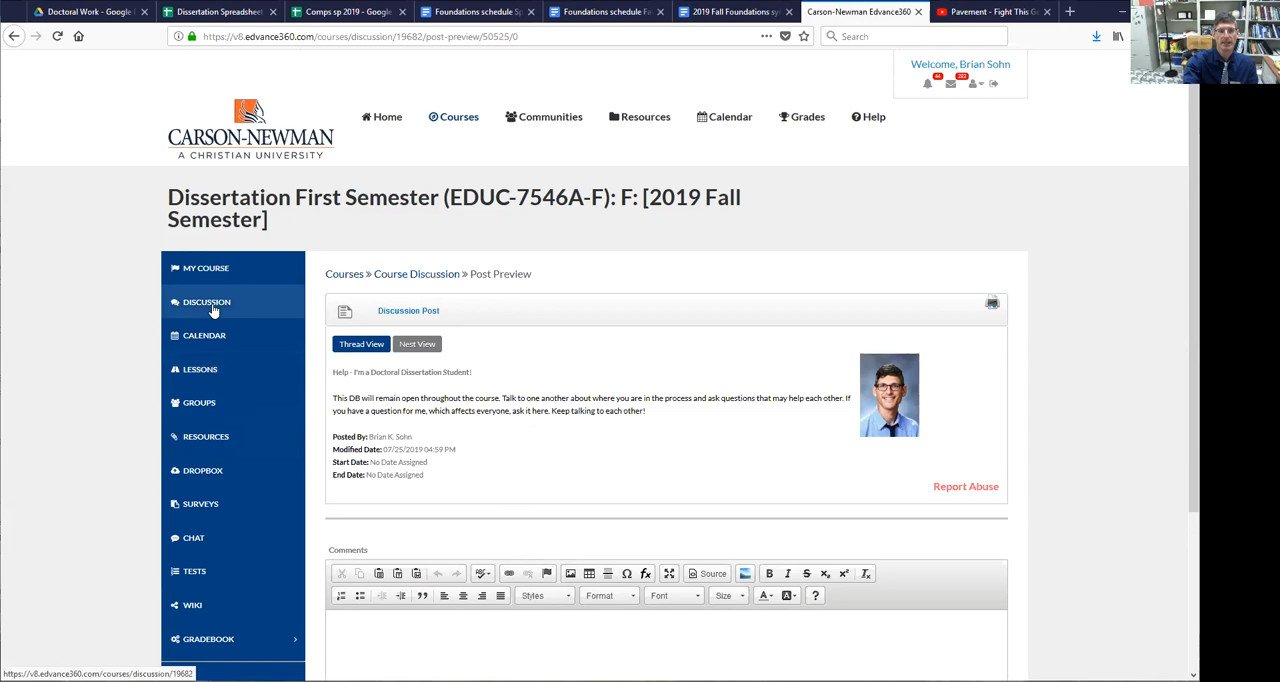 Doctoral Work - Google
Dissertation Spreadsheet
Comps sp 2019 - Google
Foundations schedule Sp
Foundations schedule Fa
2019 Fall Foundations sy
Carson-Newman Edvance360
Pavement - Fight This Ge
https://v8.edvance360.com/courses/discussion/19682/post-preview/50525/0
Search
Welcome, Brian Sohn
44
283
CARSON-NEWMAN
A CHRISTIAN UNIVERSITY
Home
Courses
Communities
Resources
Calendar
Grades
Help
Dissertation First Semester (EDUC-7546A-F): F: [2019 Fall
Semester]
MY COURSE
DISCUSSION
CALENDAR
LESSONS
GROUPS
RESOURCES
DROPBOX
SURVEYS
CHAT
TESTS
WIKI
GRADEBOOK
Courses » Course Discussion » Post Preview
Discussion Post
Thread View
Nest View
Help - I'm a Doctoral Dissertation Student!
This DB will remain open throughout the course. Talk to one another about where you are in the process and ask questions that may help each other. If
you have a question for me, which affects everyone, ask it here. Keep talking to each other!
Posted By: Brian K. Sohn
Modified Date: 07/25/2019 04:59 PM
Start Date: No Date Assigned
End Date: No Date Assigned
Report Abuse
Comments
Source
B I S x₂ x² Tx
Styles
Format
Font
Size
A
A
?
https://v8.edvance360.com/courses/discussion/19682